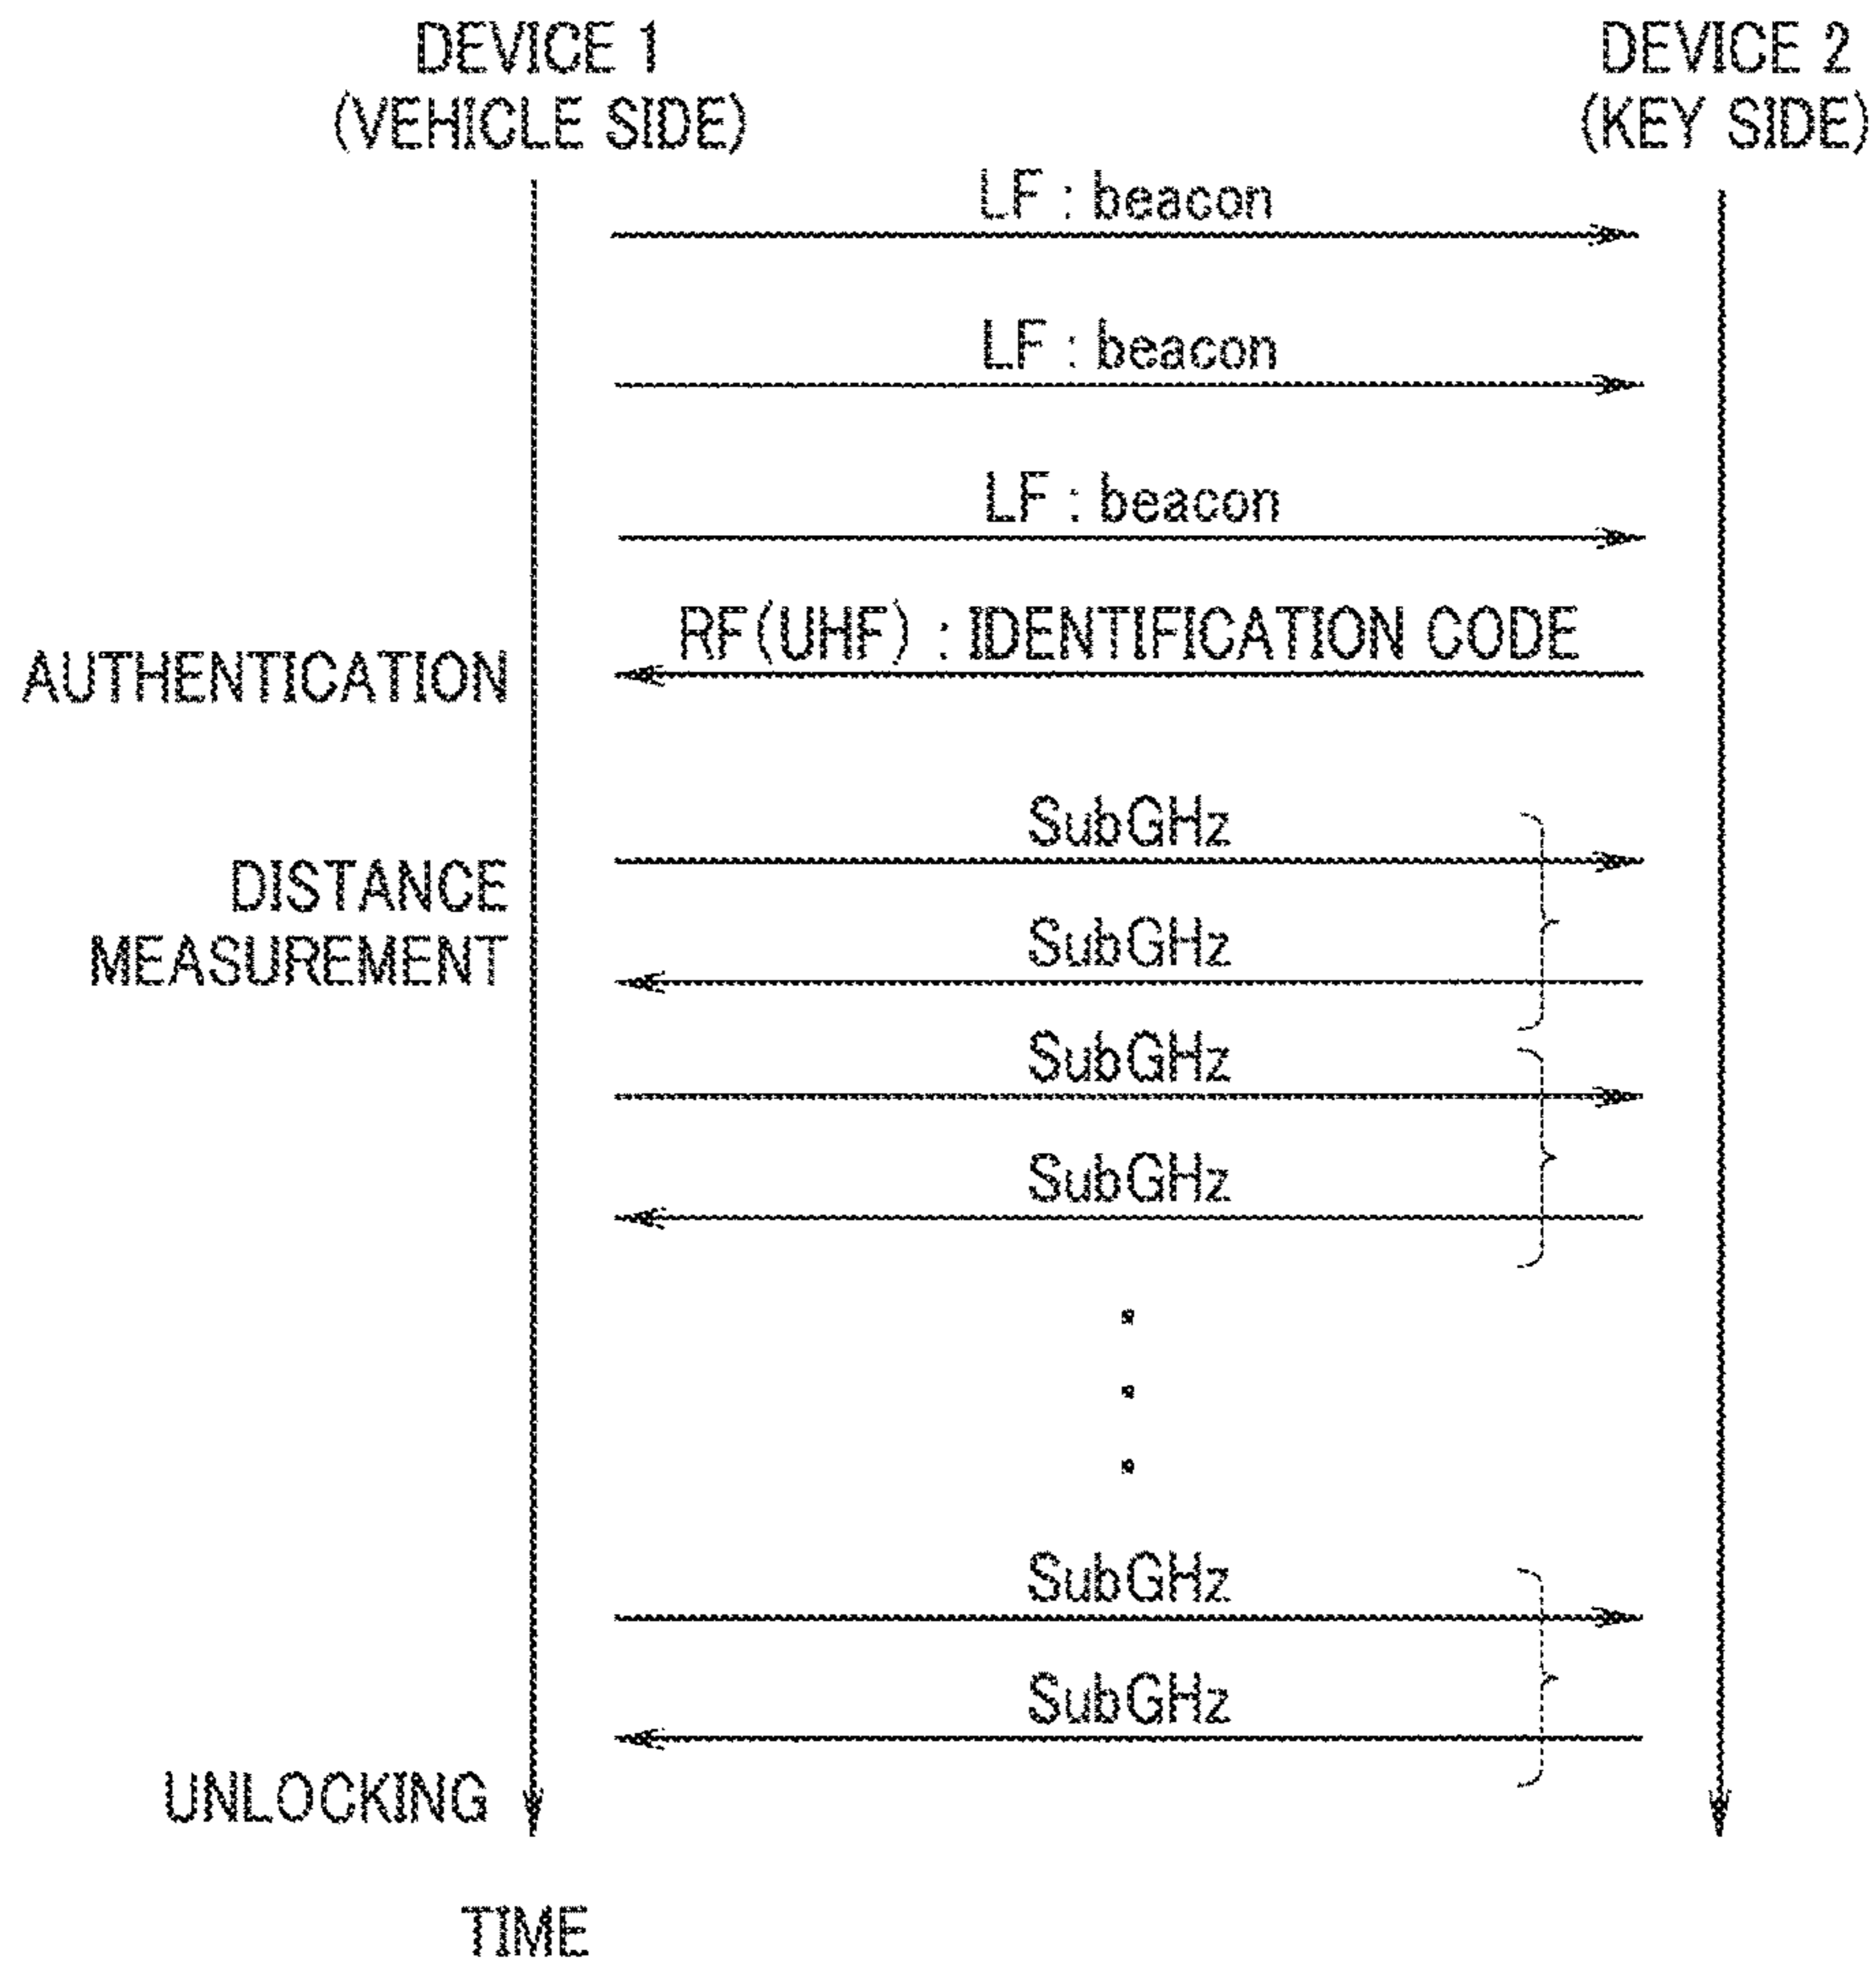 DEVICE 1
(VEHICLE SIDE)
DEVICE 2
(KEY SIDE)
LF : beacon
LF : beacon
LF : beacon
RF(UHF) : IDENTIFICATION CODE
AUTHENTICATION
SubGHz
DISTANCE
MEASUREMENT
SubGHz
SubGHz
SubGHz
SubGHz
SubGHz
UNLOCKING
TIME